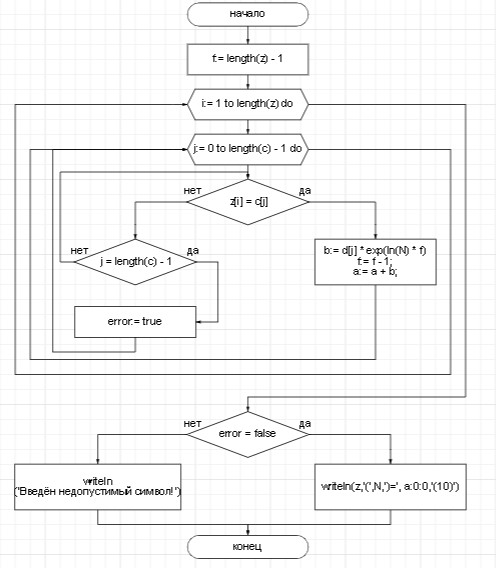 начало
f:= length(z) - 1
i:= 1 to length(z) do
j:= 0 to length(c) - 1 do
нет
да
z[i] = c[j]
нет
да
j = length(c) - 1
b:= d[j] * exp(ln(N) * f)
f:= f - 1;
a:= a + b;
error:= true
нет
да
error = false
writeln
('Введён недопустимый символ!')
writeln(z,'(',N,')=', a:0:0,'(10)')
конец